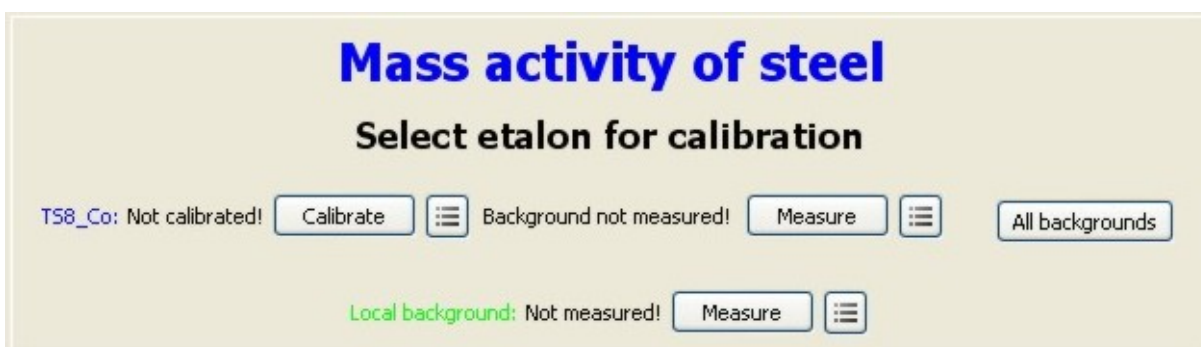 Mass activity of steel
Select etalon for calibration
TS8_Co: Not calibrated! Calibrate Background not measured! Measure All backgrounds
Local background: Not measured! Measure